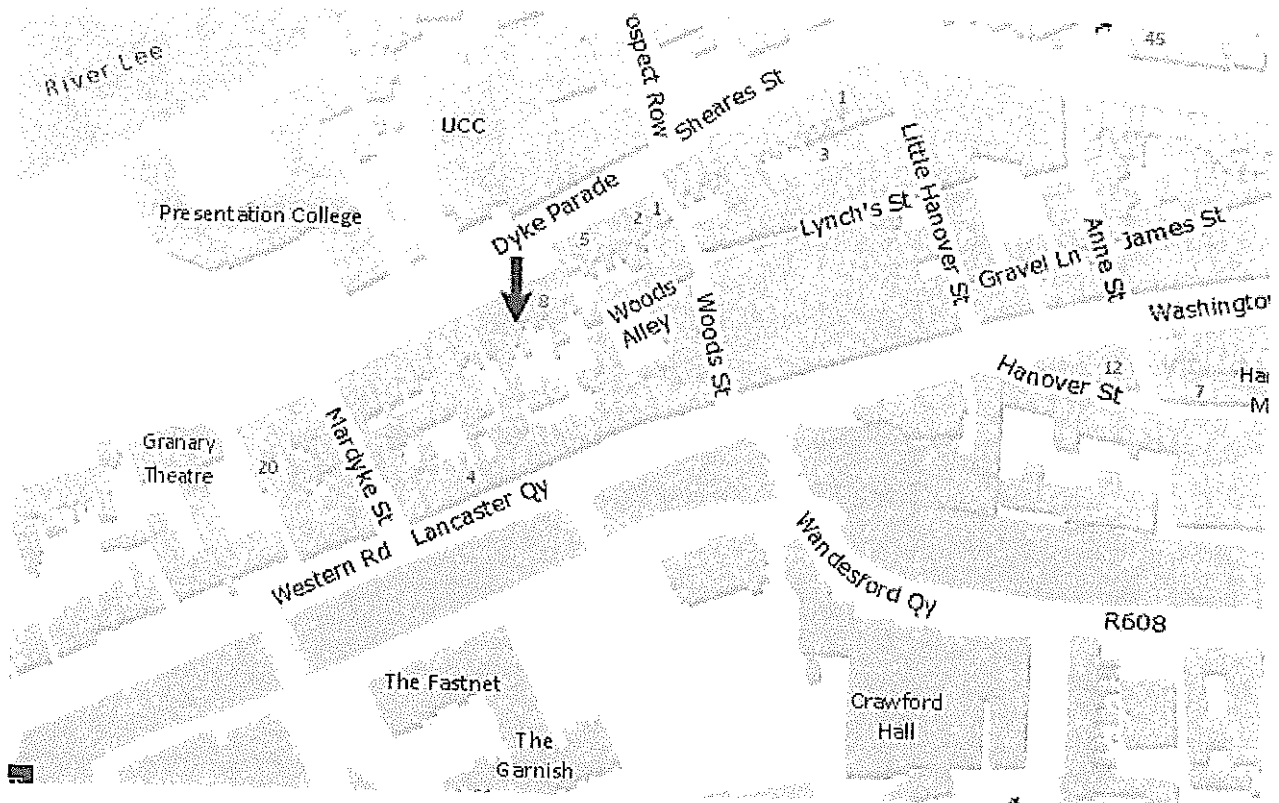 River Lee
45
ospect Row
Sheares St
1
UCC
3
Little Hanover St
Presentation College
Dyke Parade
2
1
5
Lynch's St
Anne St
James St
Gravel Ln
8
Woods
Alley
Woods St
Washingto
Hanover St
12
7
Ha
M
Mardyke St
Granary
Theatre
20
4
Lancaster Qy
Western Rd
Wandesford Qy
R608
The Fastnet
Crawford
Hall
The
Garnish